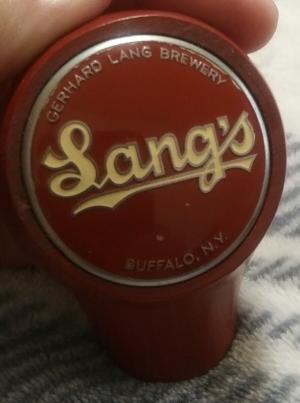 GERHARD LANG BREWERY
Lang's
BUFFALO, N.Y.